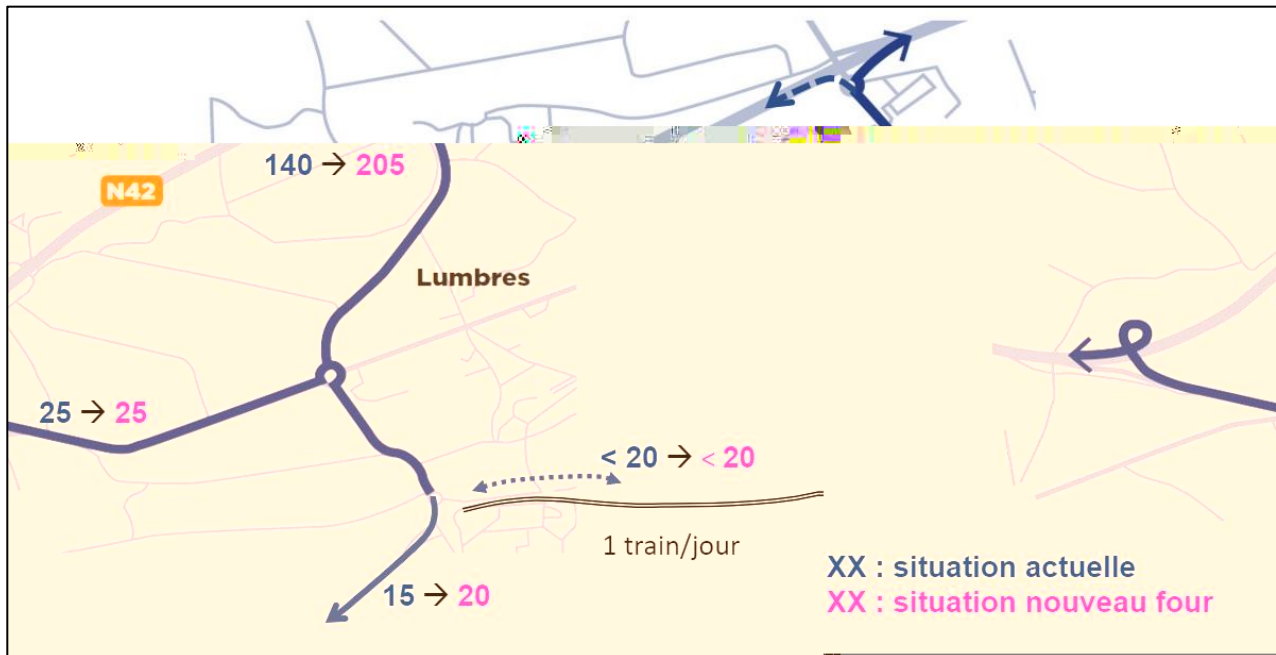 140 → 205
N42
Lumbres
25 → 25
< 20 → < 20
1 train/jour
XX : situation actuelle
15 → 20
XX : situation nouveau four